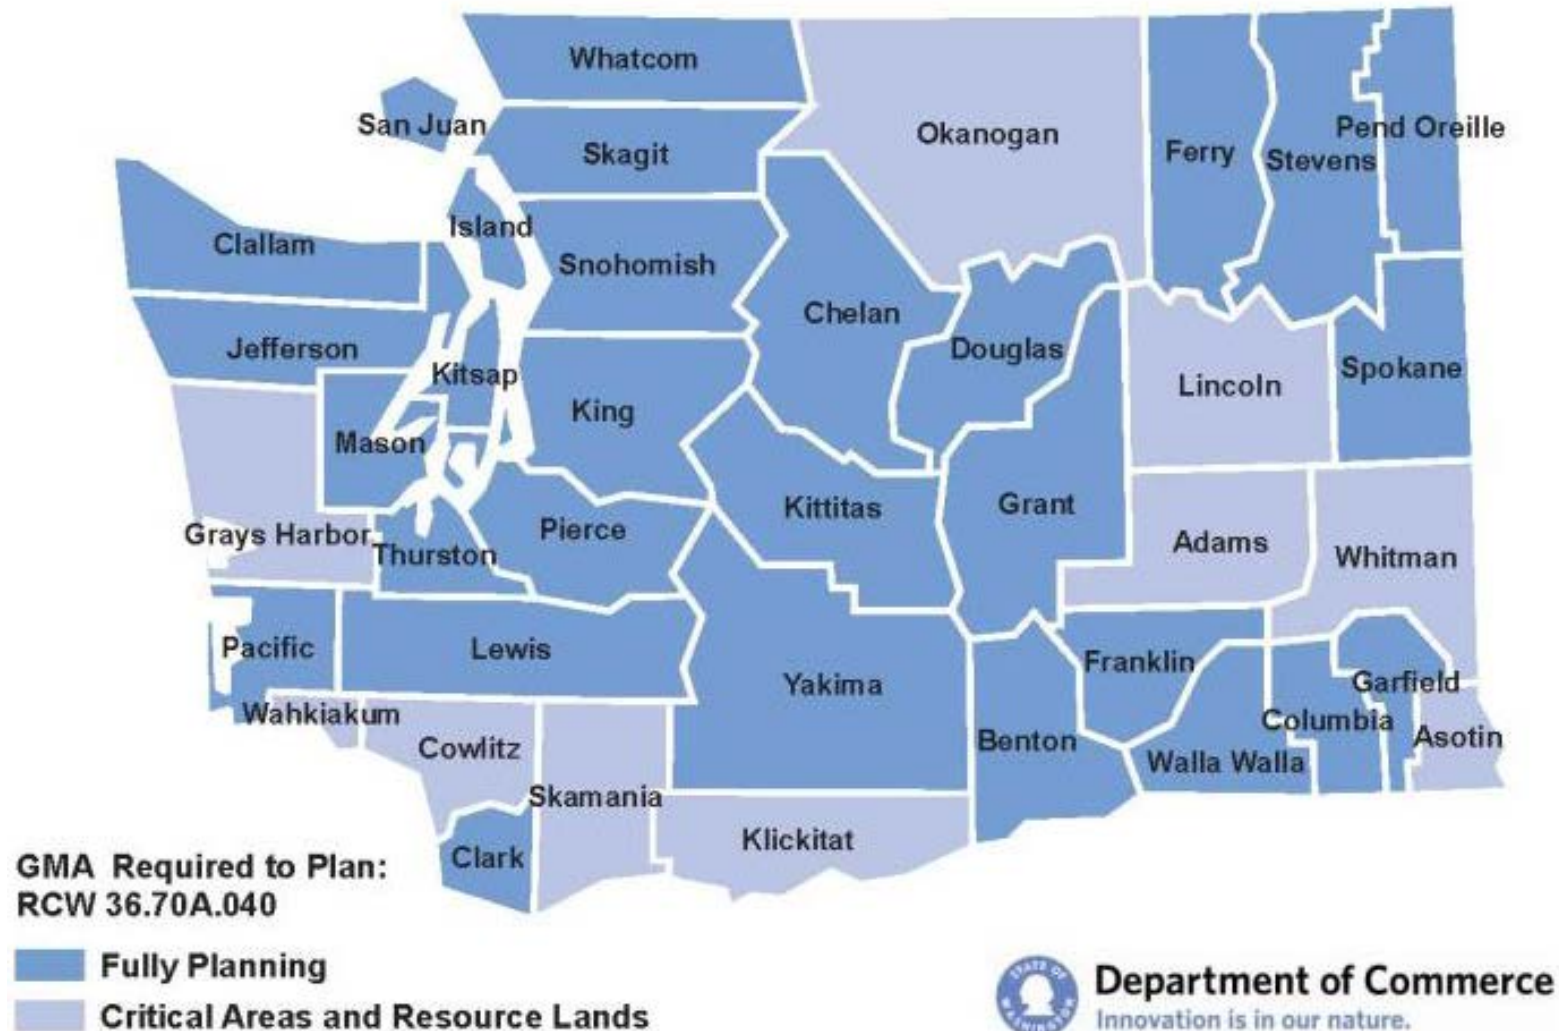 Whatcom
San Juan
Skagit
Okanogan
Ferry
Stevens
Pend Oreille
Clallam
Island
Snohomish
Chelan
Douglas
Jefferson
Kitsap
King
Lincoln
Spokane
Mason
Kittitas
Grant
Grays Harbor
Thurston
Pierce
Adams
Whitman
Pacific
Lewis
Yakima
Franklin
Garfield
Columbia
Wahkiakum
Cowlitz
Benton
Walla Walla
Asotin
Skamania
Klickitat
Clark
GMA Required to Plan:
RCW 36.70A.040
Fully Planning
Critical Areas and Resource Lands
STATE OF
WASHINGTON
Department of Commerce
Innovation is in our nature.